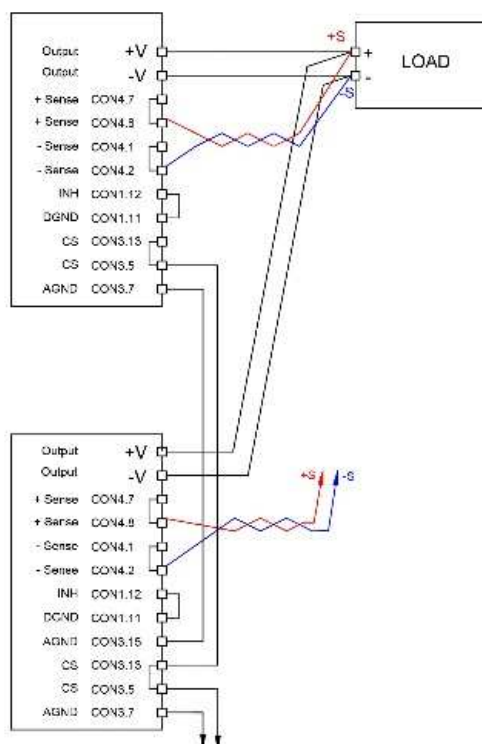 Output +V
Output -V
+ Sense CON4.7
+ Sense CON4.8
- Sense CON4.1
- Sense CON4.2
INH CON1.12
DGND CON1.11
CS CON3.13
CS CON3.5
AGND CON3.7
+S
+
-
-S
LOAD
Output +V
Output -V
+ Sense CON4.7
+ Sense CON4.8
- Sense CON4.1
- Sense CON4.2
INH CON1.12
DGND CON1.11
AGND CON3.15
CS CON3.13
CS CON3.5
AGND CON3.7
+S
-S